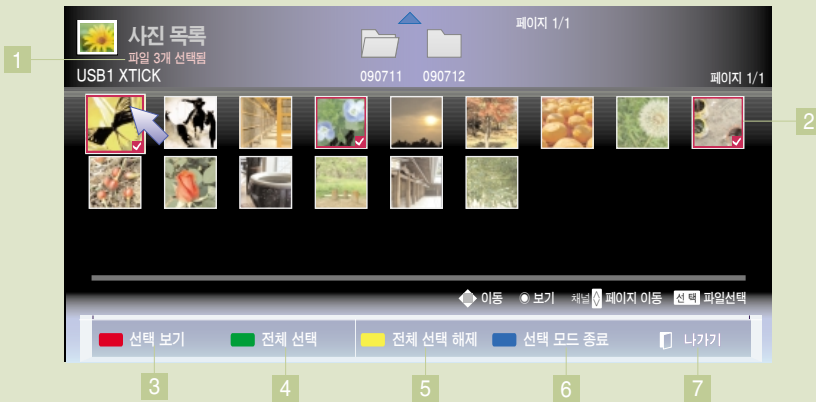 사진 목록
파일 3개 선택됨
USB1 XTICK
090711 090712
페이지 1/1
페이지 1/1
1
2
이동 보기 채널 페이지 이동 선택 파일선택
선택 보기 전체 선택 전체 선택 해제 선택 모드 종료 나가기
3 4 5 6 7